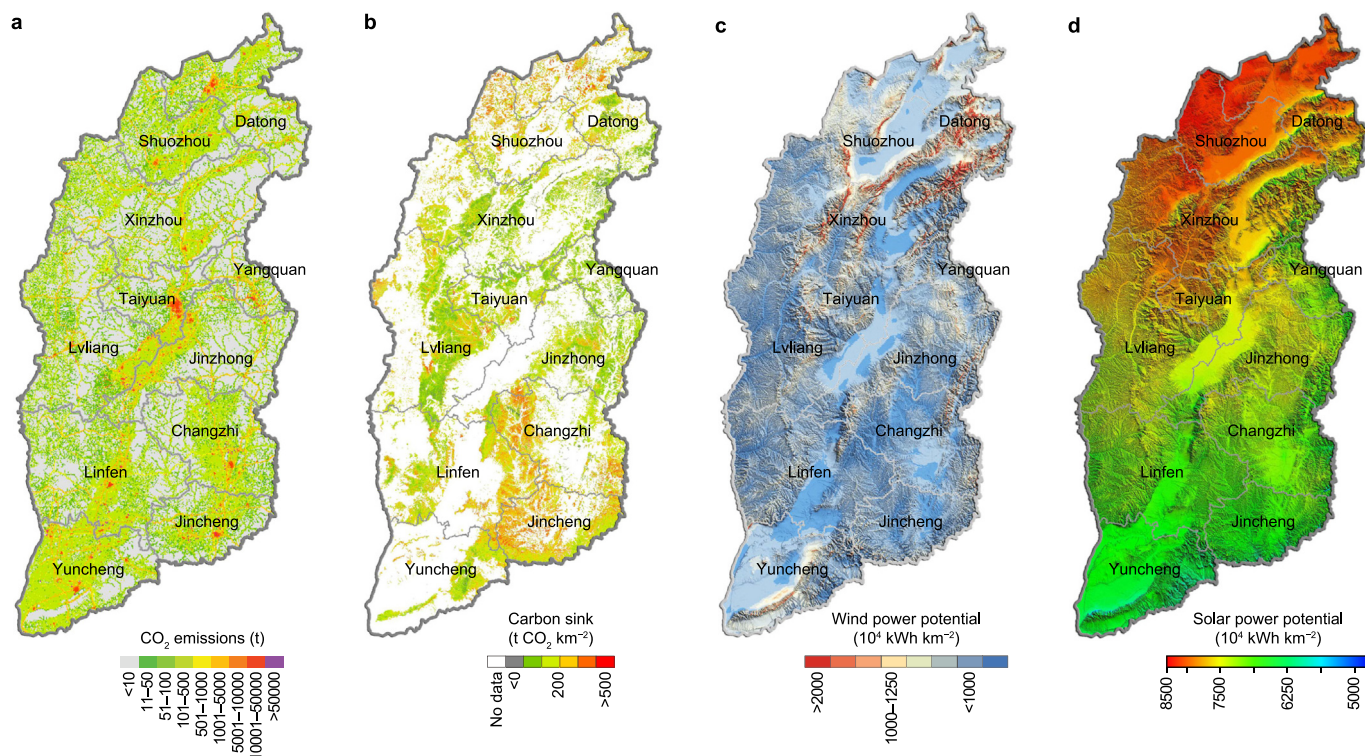 a
Datong
Shuozhou
Xinzhou
Yangquan
Taiyuan
Lvliang
Jinzhong
Changzhi
Linfen
Jincheng
Yuncheng
CO₂ emissions (t)
<10
11–50
51–100
101–500
501–1000
1001–5000
5001–10000
10001–50000
>50000
b
Datong
Shuozhou
Xinzhou
Yangquan
Taiyuan
Lvliang
Jinzhong
Changzhi
Linfen
Jincheng
Yuncheng
Carbon sink
(t CO₂ km⁻²)
No data
<0
200
>500
c
Datong
Shuozhou
Xinzhou
Yangquan
Taiyuan
Lvliang
Jinzhong
Changzhi
Linfen
Jincheng
Yuncheng
Wind power potential
(10⁴ kWh km⁻²)
>2000
1000–1250
<1000
d
Datong
Shuozhou
Xinzhou
Yangquan
Taiyuan
Lvliang
Jinzhong
Changzhi
Linfen
Jincheng
Yuncheng
Solar power potential
(10⁴ kWh km⁻²)
8500
7500
6250
5000